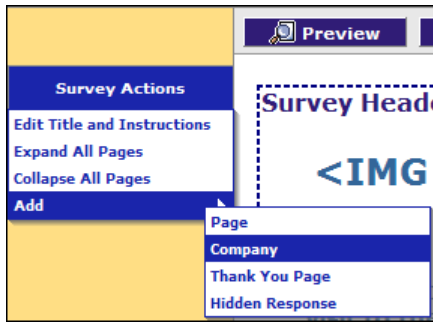 Preview
Survey Actions
Survey Head
Edit Title and Instructions
Expand All Pages
Collapse All Pages
<IMG
Add
Page
Company
Thank You Page
Hidden Response